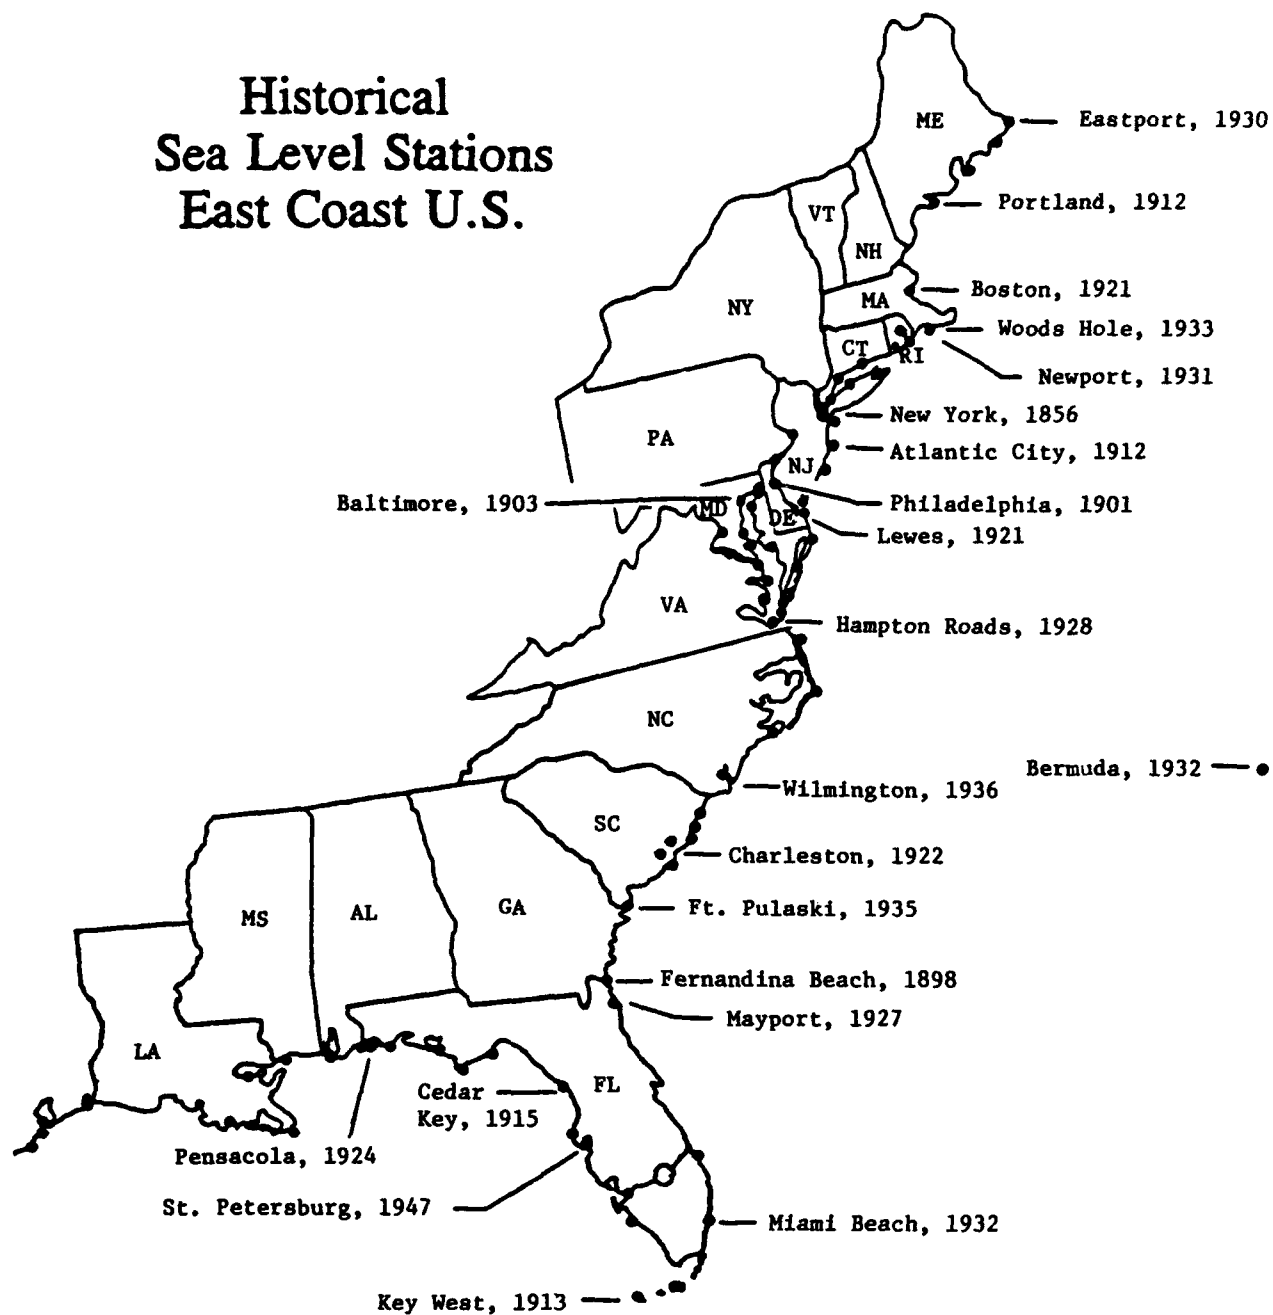 Historical
Sea Level Stations
East Coast U.S.
ME
Eastport, 1930
Portland, 1912
VT
NH
Boston, 1921
MA
NY
Woods Hole, 1933
CT
RI
Newport, 1931
New York, 1856
PA
Atlantic City, 1912
NJ
Baltimore, 1903
MD
Philadelphia, 1901
DE
Lewes, 1921
VA
Hampton Roads, 1928
NC
Bermuda, 1932
Wilmington, 1936
SC
Charleston, 1922
MS
AL
GA
Ft. Pulaski, 1935
Fernandina Beach, 1898
Mayport, 1927
LA
FL
Cedar
Key, 1915
Pensacola, 1924
St. Petersburg, 1947
Miami Beach, 1932
Key West, 1913